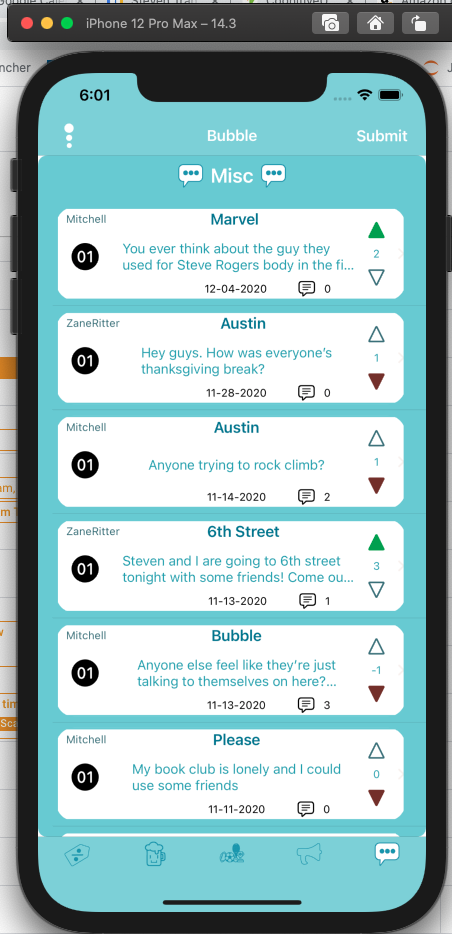 iPhone 12 Pro Max – 14.3
ncher
6:01
Bubble
Submit
Misc
Mitchell
Marvel
01
You ever think about the guy they
used for Steve Rogers body in the fi...
2
12-04-2020
0
ZaneRitter
Austin
01
Hey guys. How was everyone's
thanksgiving break?
1
11-28-2020
0
Mitchell
Austin
01
Anyone trying to rock climb?
1
11-14-2020
2
ZaneRitter
6th Street
01
Steven and I are going to 6th street
tonight with some friends! Come ou...
3
11-13-2020
1
Mitchell
Bubble
01
Anyone else feel like they're just
talking to themselves on here?...
-1
11-13-2020
3
Mitchell
Please
01
My book club is lonely and I could
use some friends
0
11-11-2020
0